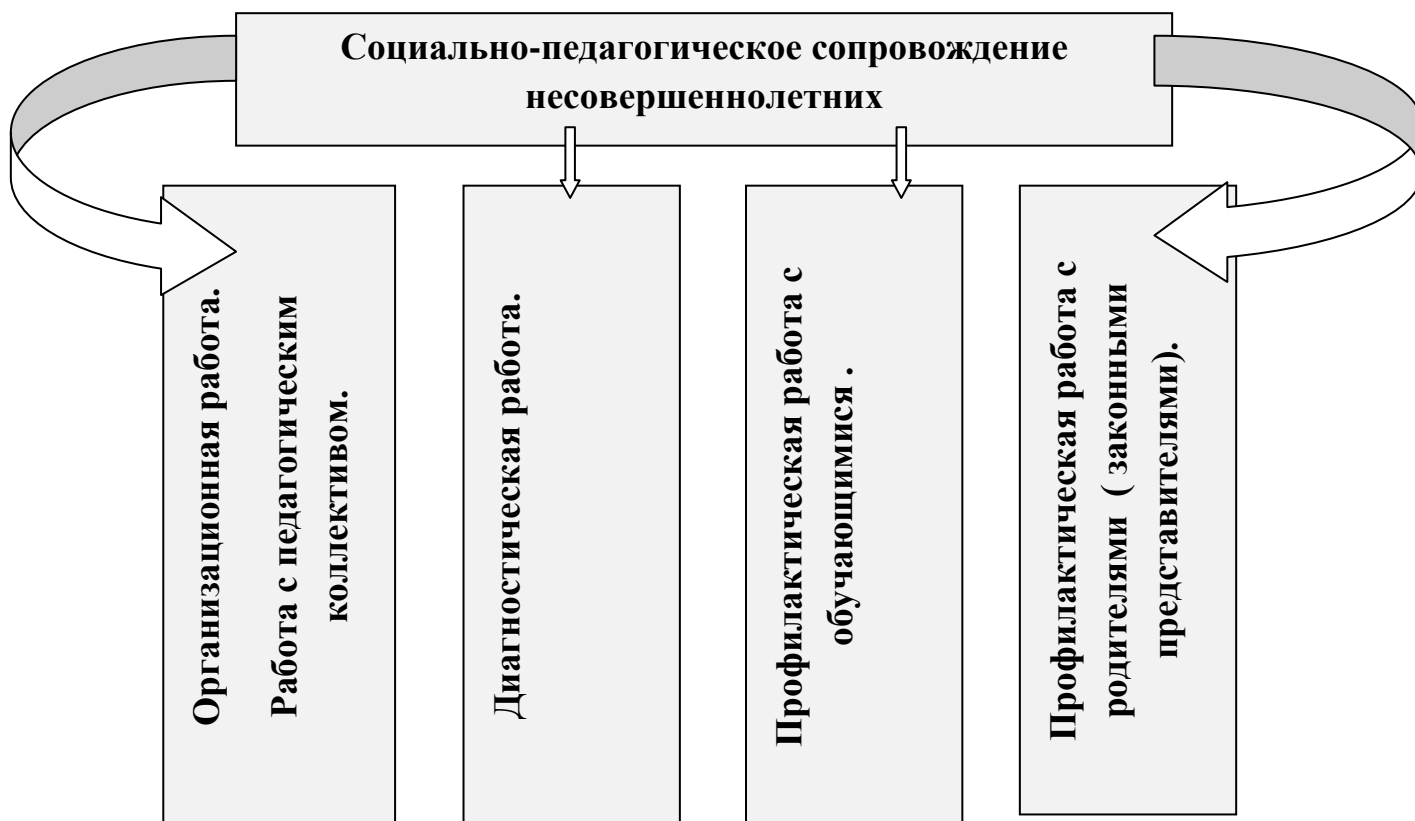 Социально-педагогическое сопровождение
несовершеннолетних
Организационная работа.
Работа с педагогическим
коллективом.
Диагностическая работа.
Профилактическая работа с
обучающимися .
Профилактическая работа с
родителями ( законными
представителями).